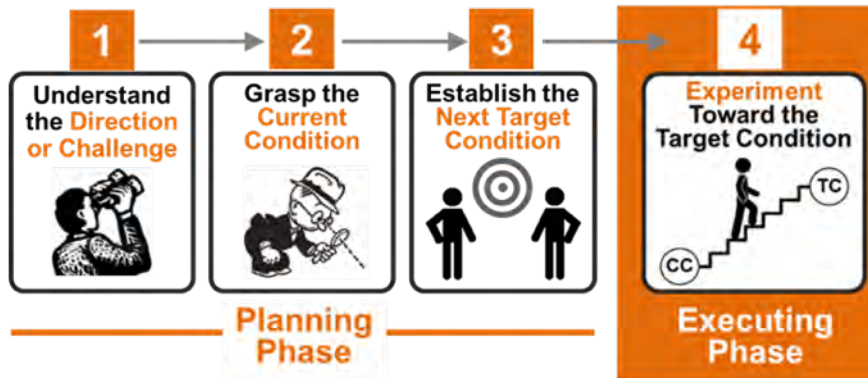 1
2
3
4
Understand
the Direction
or Challenge
Grasp the
Current
Condition
Establish the
Next Target
Condition
Experiment
Toward the
Target Condition
TC
CC
Planning
Phase
Executing
Phase